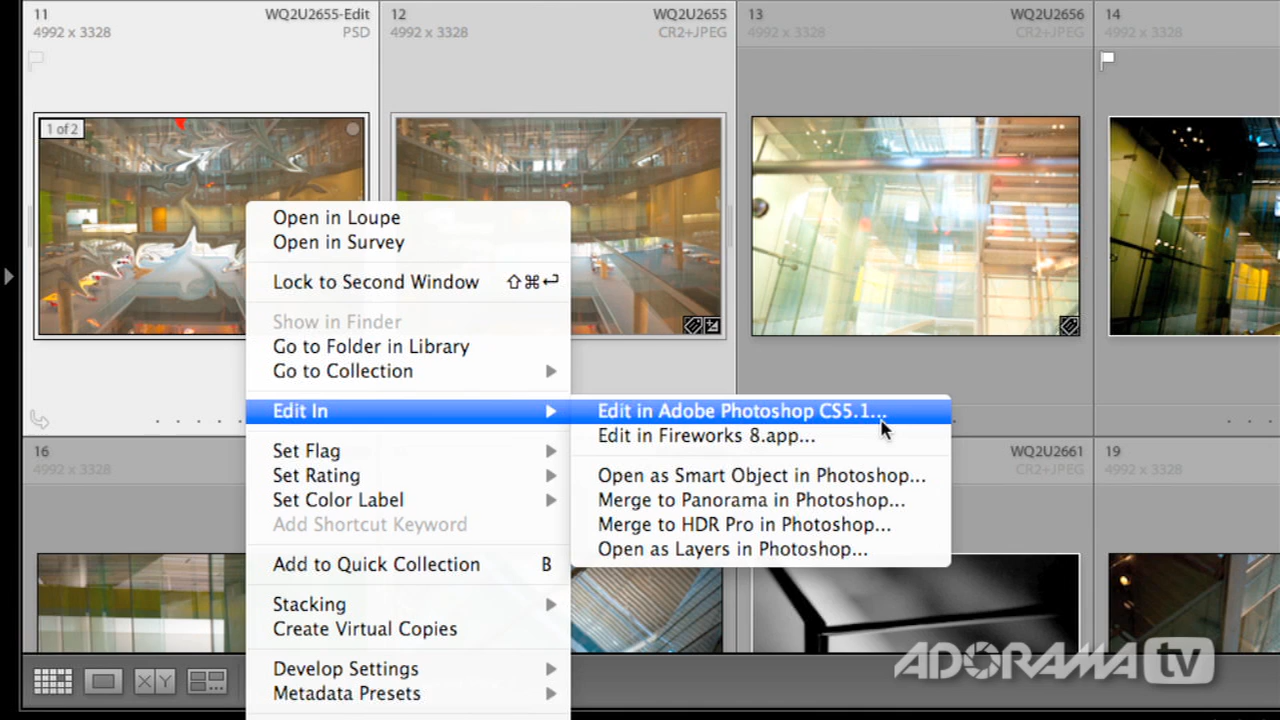 11
WQ2U2655-Edit
4992 x 3328
PSD
12
WQ2U2655
4992 x 3328
CR2+JPEG
13
WQ2U2656
4992 x 3328
CR2+JPEG
14
4992 x 3328
1 of 2
Open in Loupe
Open in Survey
Lock to Second Window ⇧⌘↩
Show in Finder
Go to Folder in Library
Go to Collection
Edit In
Set Flag
Set Rating
Set Color Label
Add Shortcut Keyword
Add to Quick Collection B
Stacking
Create Virtual Copies
Develop Settings
Metadata Presets
Edit in Adobe Photoshop CS5.1...
Edit in Fireworks 8.app...
Open as Smart Object in Photoshop...
Merge to Panorama in Photoshop...
Merge to HDR Pro in Photoshop...
Open as Layers in Photoshop...
16
4992 x 3328
WQ2U2661
CR2+JPEG
19
4992 x 3328
XY
ADORAMA tv